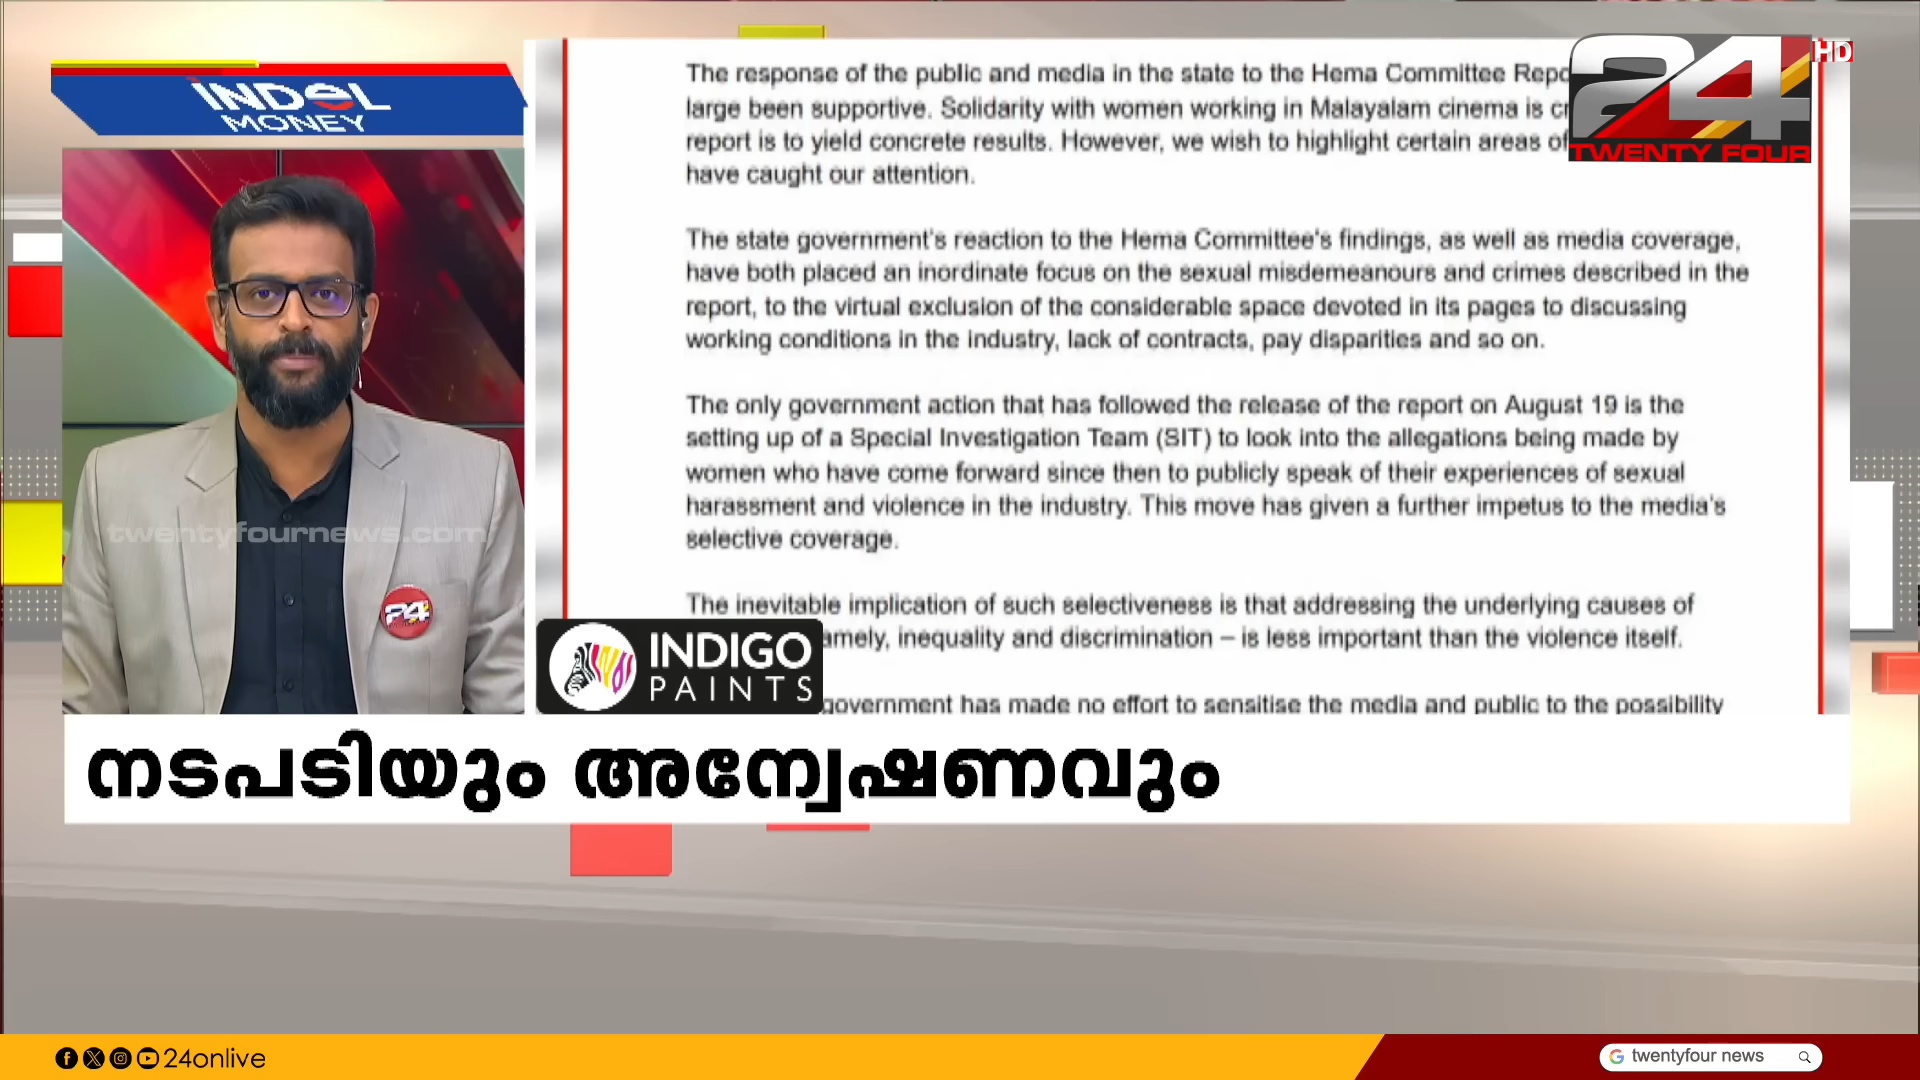 INDEL
MONEY
24
HD
TWENTY FOUR
The response of the public and media in the state to the Hema Committee
large been supportive. Solidarity with women working in Malayalam cinema is
report is to yield concrete results. However, we wish to highlight certain areas of
have caught our attention.
The state government's reaction to the Hema Committee's findings, as well as media coverage,
have both placed an inordinate focus on the sexual misdemeanours and crimes described in the
report, to the virtual exclusion of the considerable space devoted in its pages to discussing
working conditions in the industry, lack of contracts, pay disparities and so on.
The only government action that has followed the release of the report on August 19 is the
setting up of a Special Investigation Team (SIT) to look into the allegations being made by
women who have come forward since then to publicly speak of their experiences of sexual
harassment and violence in the industry. This move has given a further impetus to the media's
selective coverage.
The inevitable implication of such selectiveness is that addressing the underlying causes of
amely, inequality and discrimination – is less important than the violence itself.
government has made no effort to sensitise the media and public to the possibility
twentyfournews.com
24
INDIGO
PAINTS
നടപടിയും അന്വേഷണവും
24onlive
twentyfour news